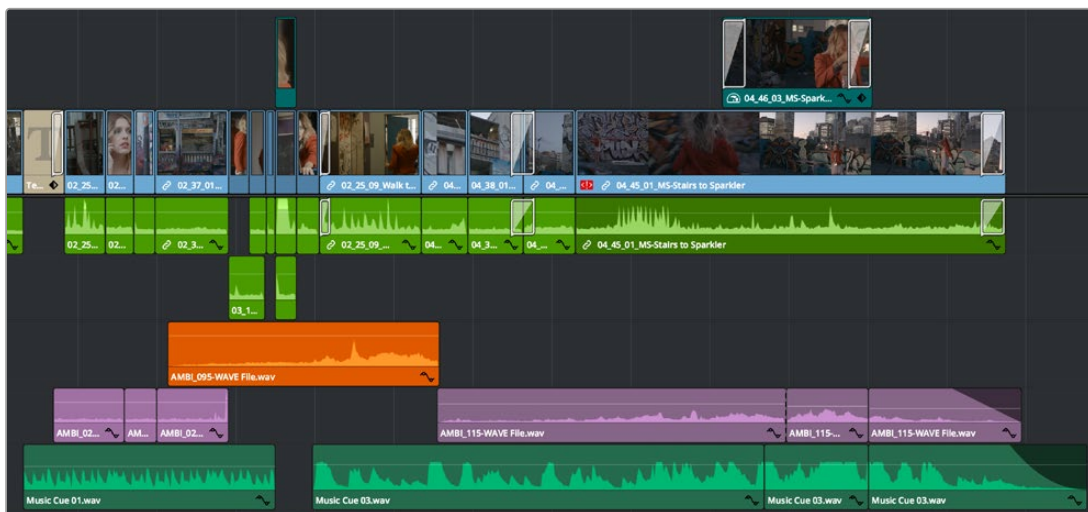 04_46_03_MS-Spark...
Te... 02_25... 02... 02_37_01... 02_25_09_Walk t... 04... 04_38_01... 04_... 04_45_01_MS-Stairs to Sparkler
02_25... 02... 02_3... 02_25_09_... 04... 04_3... 04_... 04_45_01_MS-Stairs to Sparkler
03_1...
AMBI_095-WAVE File.wav
AMBI_02... AM... AMBI_02... AMBI_115-WAVE File.wav AMBI_115-... AMBI_115-WAVE File.wav
Music Cue 01.wav Music Cue 03.wav Music Cue 03.wav Music Cue 03.wav